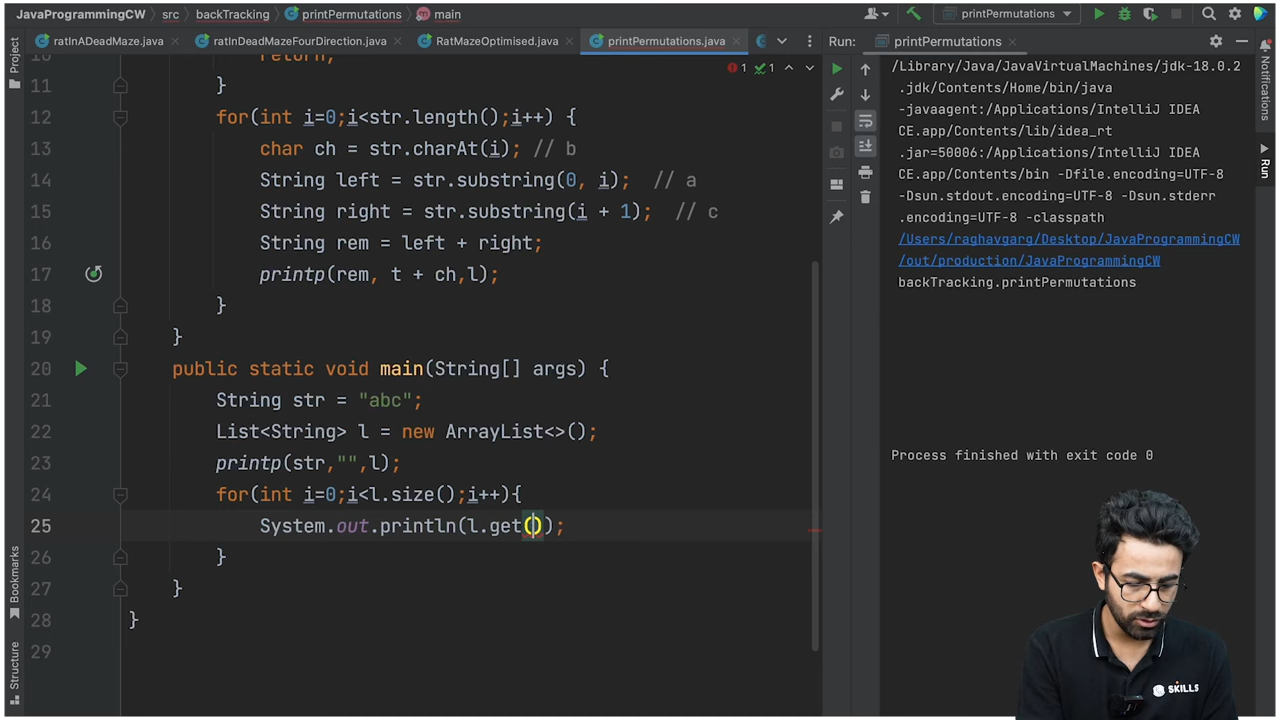 JavaProgrammingCW
src
backTracking
printPermutations
main
printPermutations
ratInADeadMaze.java
ratInDeadMazeFourDirection.java
RatMazeOptimised.java
printPermutations.java
Run:
printPermutations
Project
Bookmarks
Structure
Notifications
Run
1
1
10 return;
11 }
12 for(int i=0;i<str.length();i++) {
13 char ch = str.charAt(i); // b
14 String left = str.substring(0, i); // a
15 String right = str.substring(i + 1); // c
16 String rem = left + right;
17 printp(rem, t + ch,l);
18 }
19 }
20 public static void main(String[] args) {
21 String str = "abc";
22 List<String> l = new ArrayList<>();
23 printp(str,"",l);
24 for(int i=0;i<l.size();i++){
25 System.out.println(l.get());
26 }
27 }
28 }
29
/Library/Java/JavaVirtualMachines/jdk-18.0.2
.jdk/Contents/Home/bin/java
-javaagent:/Applications/IntelliJ IDEA
CE.app/Contents/lib/idea_rt
.jar=50006:/Applications/IntelliJ IDEA
CE.app/Contents/bin -Dfile.encoding=UTF-8
-Dsun.stdout.encoding=UTF-8 -Dsun.stderr
.encoding=UTF-8 -classpath
/Users/raghavgarg/Desktop/JavaProgrammingCW
/out/production/JavaProgrammingCW
backTracking.printPermutations
Process finished with exit code 0
SKILLS